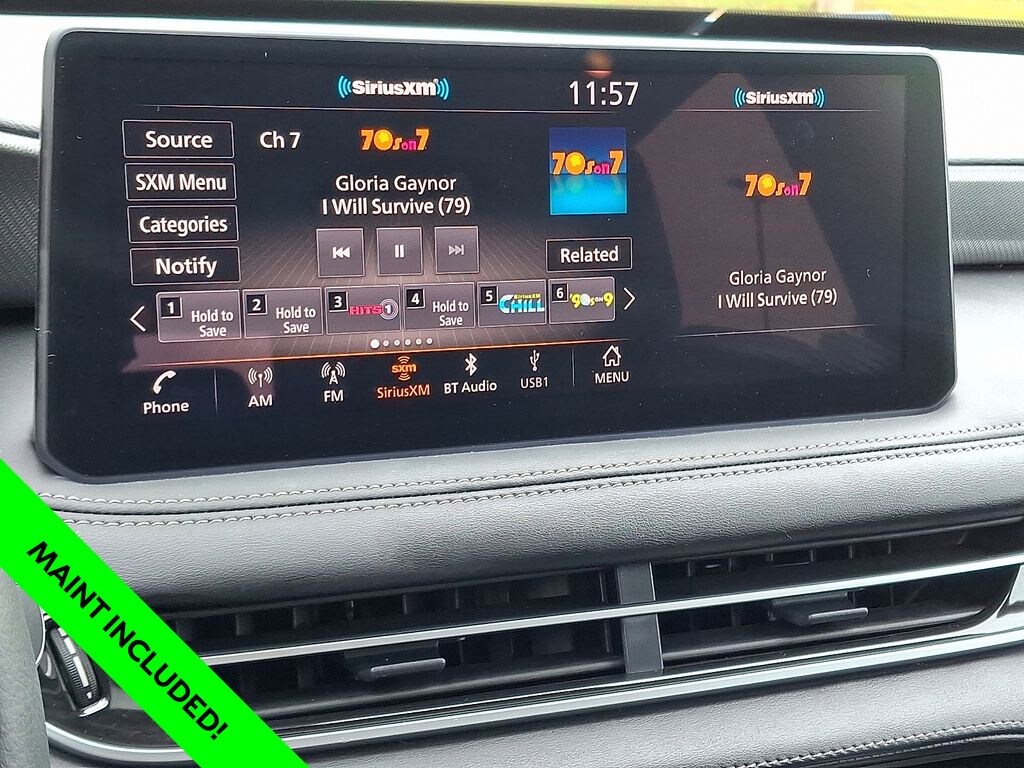 SiriusXM
11:57
SiriusXM
Source
Ch 7
70s on 7
70s on 7
70s on 7
SXM Menu
Gloria Gaynor
I Will Survive (79)
Categories
Notify
Related
Gloria Gaynor
I Will Survive (79)
1 Hold to
Save
2 Hold to
Save
3 HITS 1
4 Hold to
Save
5 SiriusXM
CHILL
6 '90s on 9
Phone
AM
FM
sxm
SiriusXM
BT Audio
USB1
MENU
MAINT INCLUDED!